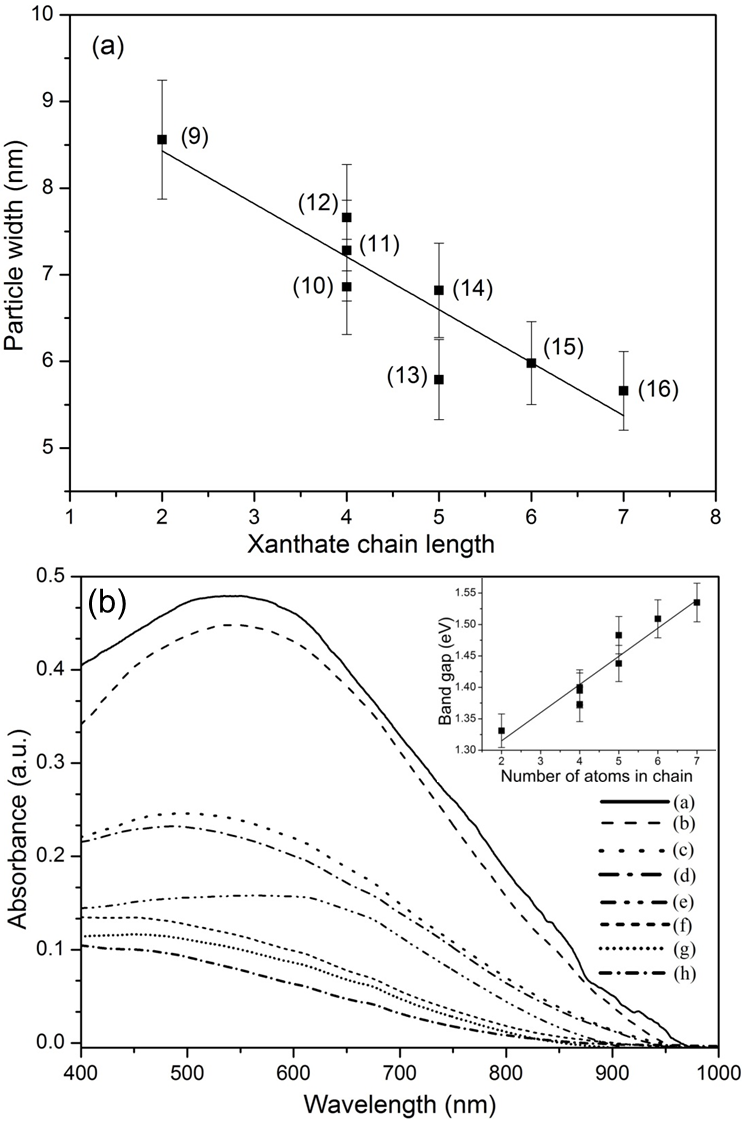 (a)
10
9
8
7
6
5
Particle width (nm)
(9)
(12)
(11)
(10)
(14)
(13)
(15)
(16)
1 2 3 4 5 6 7 8
Xanthate chain length
(b)
0.5
0.4
0.3
0.2
0.1
0.0
Absorbance (a.u.)
1.55
1.50
1.45
1.40
1.35
1.30
Band gap (eV)
2 3 4 5 6 7
Number of atoms in chain
(a)
(b)
(c)
(d)
(e)
(f)
(g)
(h)
400 500 600 700 800 900 1000
Wavelength (nm)